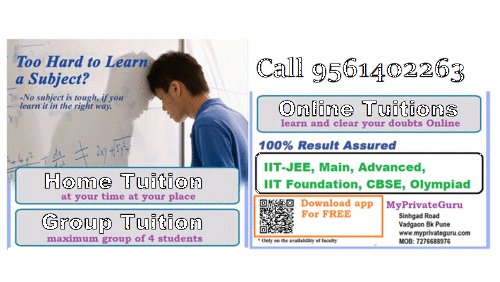 Too Hard to Learn
a Subject?
-No subject is tough, if you
learn it in the right way.
Home Tuition
at your time at your place
Group Tuition
maximum group of 4 students
Call 9561402263
Online Tuitions
learn and clear your doubts Online
100% Result Assured
IIT-JEE, Main, Advanced,
IIT Foundation, CBSE, Olympiad
Download app
For FREE
* Only on the availability of faculty
MyPrivateGuru
Sinhgad Road
Vadgaon Bk Pune
www.myprivateguru.com
MOB: 7276688976